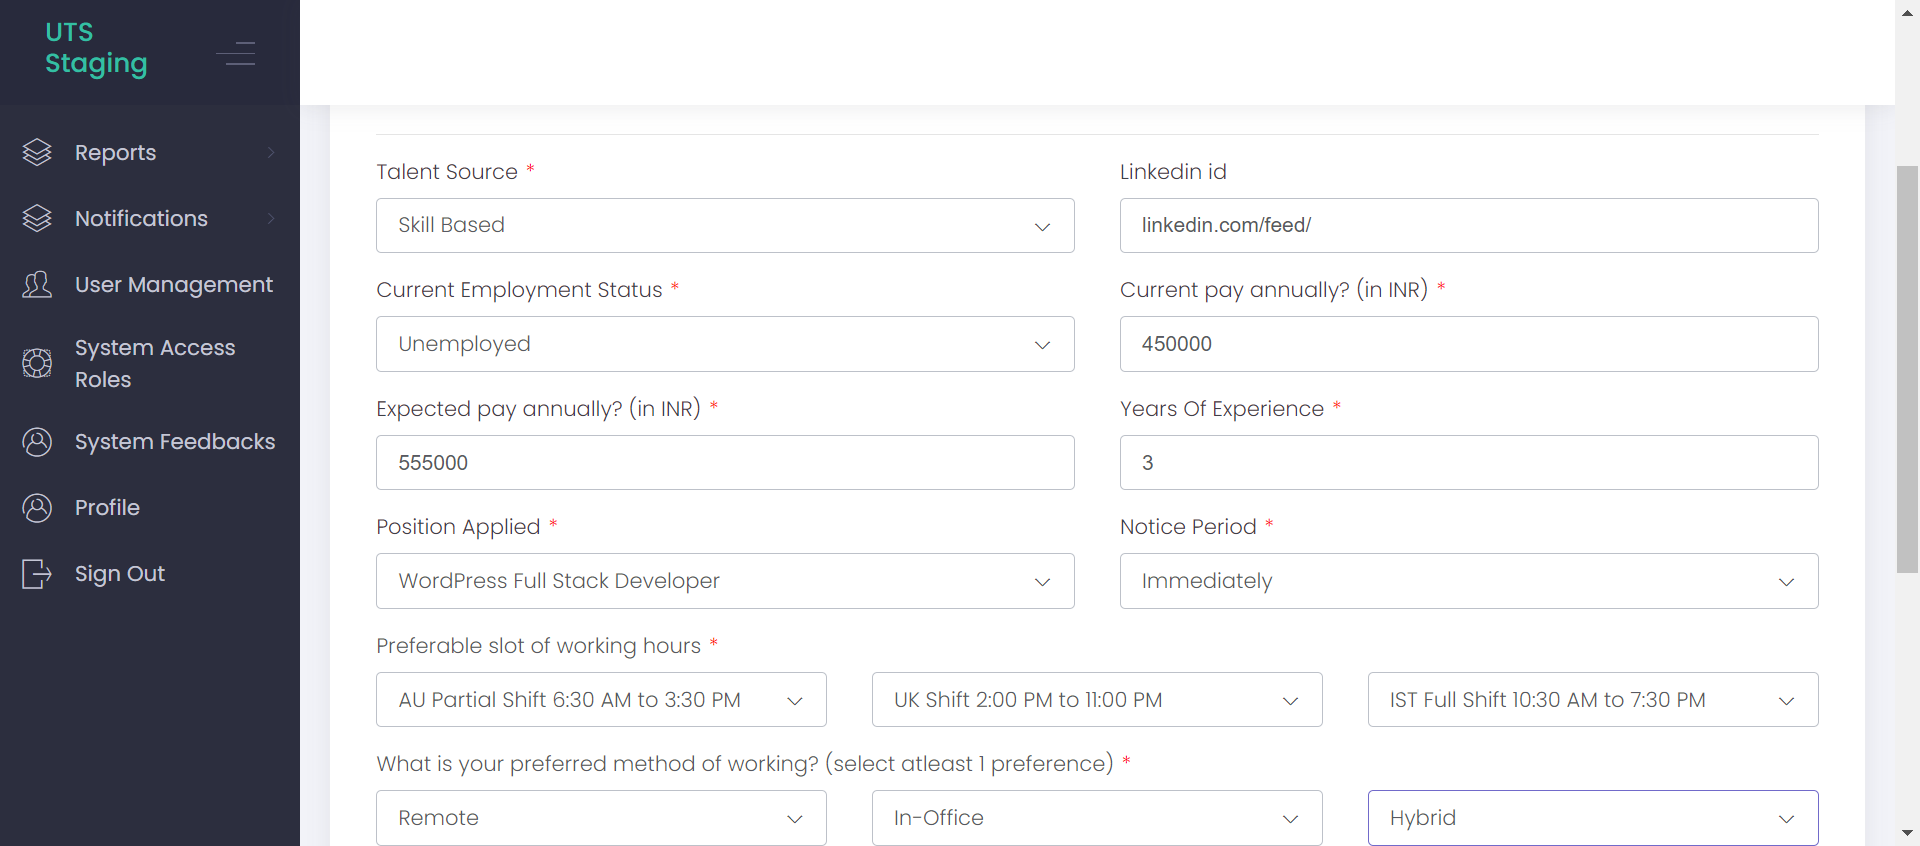 UTS
Staging
Reports
Notifications
User Management
System Access
Roles
System Feedbacks
Profile
Sign Out
Talent Source *
Linkedin id
Skill Based
linkedin.com/feed/
Current Employment Status *
Current pay annually? (in INR) *
Unemployed
450000
Expected pay annually? (in INR) *
Years Of Experience *
555000
3
Position Applied *
Notice Period *
WordPress Full Stack Developer
Immediately
Preferable slot of working hours *
AU Partial Shift 6:30 AM to 3:30 PM
UK Shift 2:00 PM to 11:00 PM
IST Full Shift 10:30 AM to 7:30 PM
What is your preferred method of working? (select atleast 1 preference) *
Remote
In-Office
Hybrid